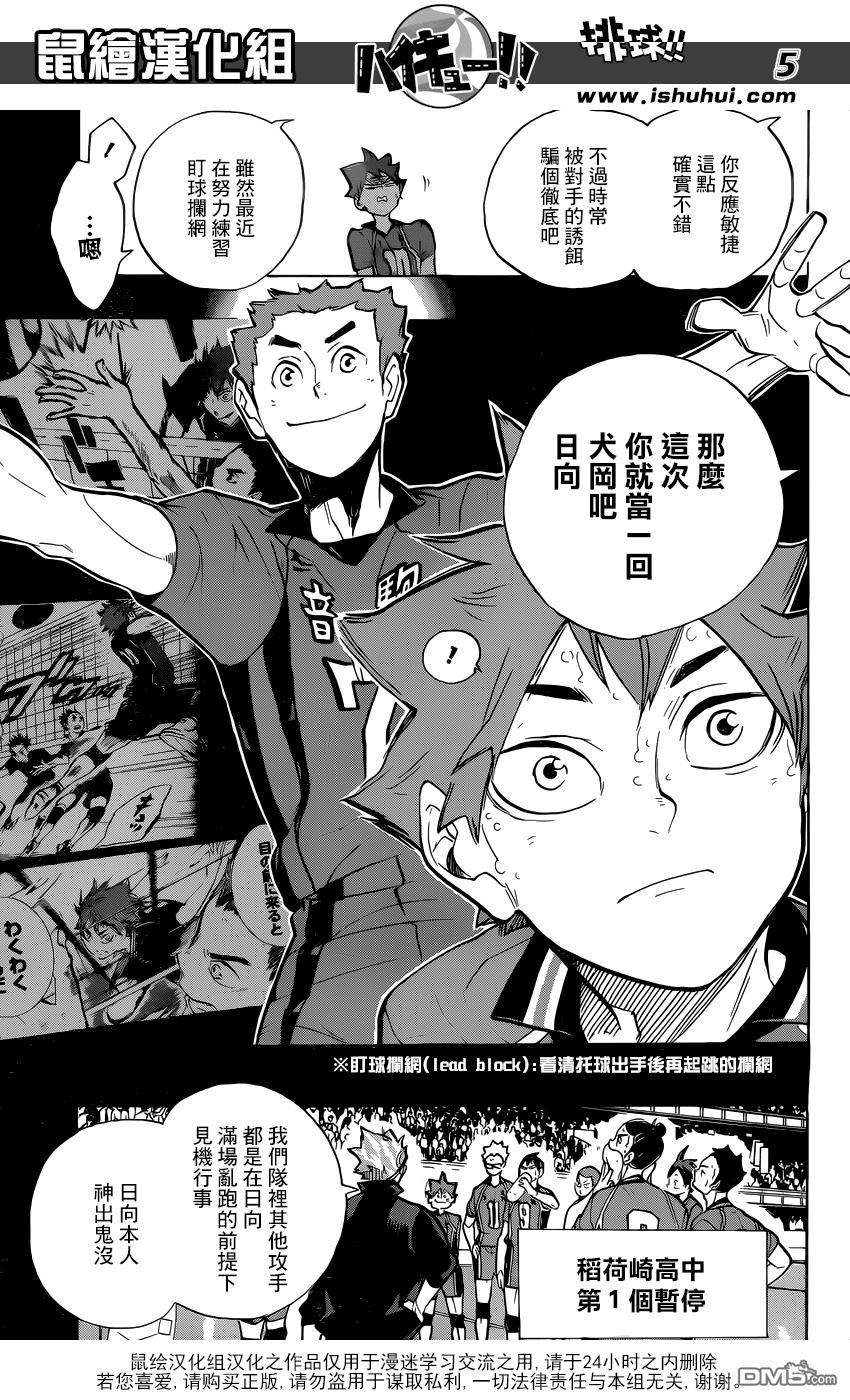 鼠繪漢化組
ハイキュー!!
排球!!
5
www.ishuhui.com
你反應敏捷
這點
確實不錯
不過時常
被對手的誘餌
騙個徹底吧
雖然最近
在努力練習
盯球攔網
！
那麼
這次
你就當一回
犬岡吧
日向
！
音
駒
目の前に来ると
わくわく
※盯球攔網(lead block):看清托球出手後再起跳的攔網
我們隊裡其他攻手
都是在日向
滿場亂跑的前提下
見機行事
日向本人
神出鬼沒
11
9
稻荷崎高中
第1個暫停
鼠绘汉化组汉化之作品仅用于漫迷学习交流之用,请于24小时之内删除
若您喜爱,请购买正版,请勿用于谋取私利,一切法律责任与本组无关,谢谢。
DM5.com